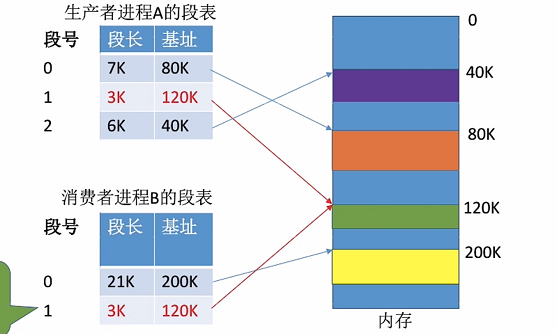 生产者进程A的段表
段号 段长 基址
0 7K 80K
1 3K 120K
2 6K 40K
消费者进程B的段表
段号 段长 基址
0 21K 200K
1 3K 120K
0
40K
80K
120K
200K
内存